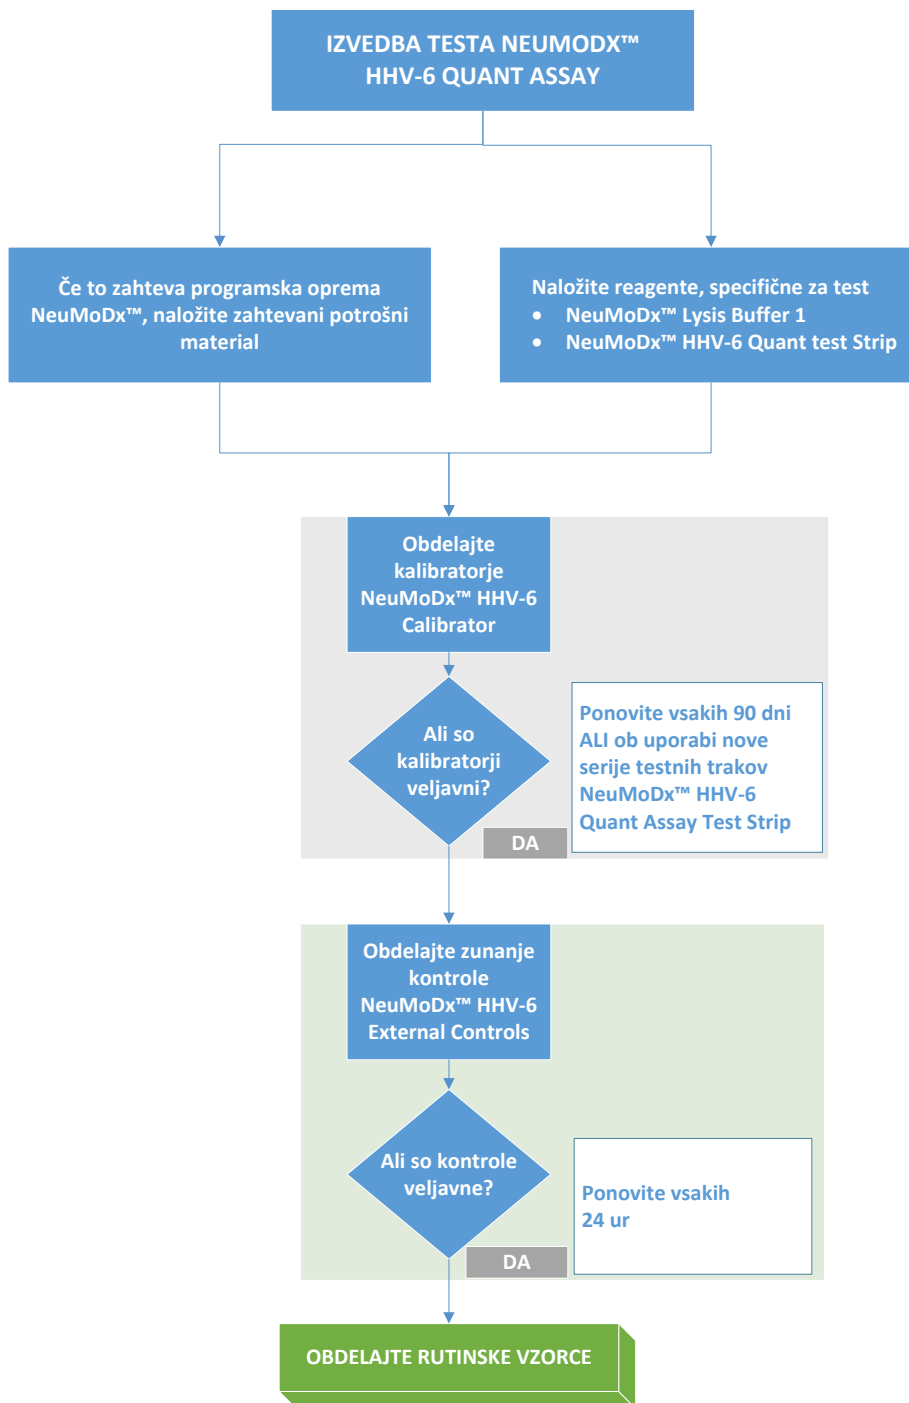 IZVEDBA TESTA NEUMODX™
HHV-6 QUANT ASSAY
Če to zahteva programska oprema
NeuMoDx™, naložite zahtevani potrošni
material
Naložite reagente, specifične za test
• NeuMoDx™ Lysis Buffer 1
• NeuMoDx™ HHV-6 Quant test Strip
Obdelajte
kalibratorje
NeuMoDx™ HHV-6
Calibrator
Ali so
kalibratorji
veljavni?
Ponovite vsakih 90 dni
ALI ob uporabi nove
serije testnih trakov
NeuMoDx™ HHV-6
Quant Assay Test Strip
DA
Obdelajte zunanje
kontrole
NeuMoDx™ HHV-6
External Controls
Ali so kontrole
veljavne?
Ponovite vsakih
24 ur
DA
OBDELAJTE RUTINSKE VZORCE